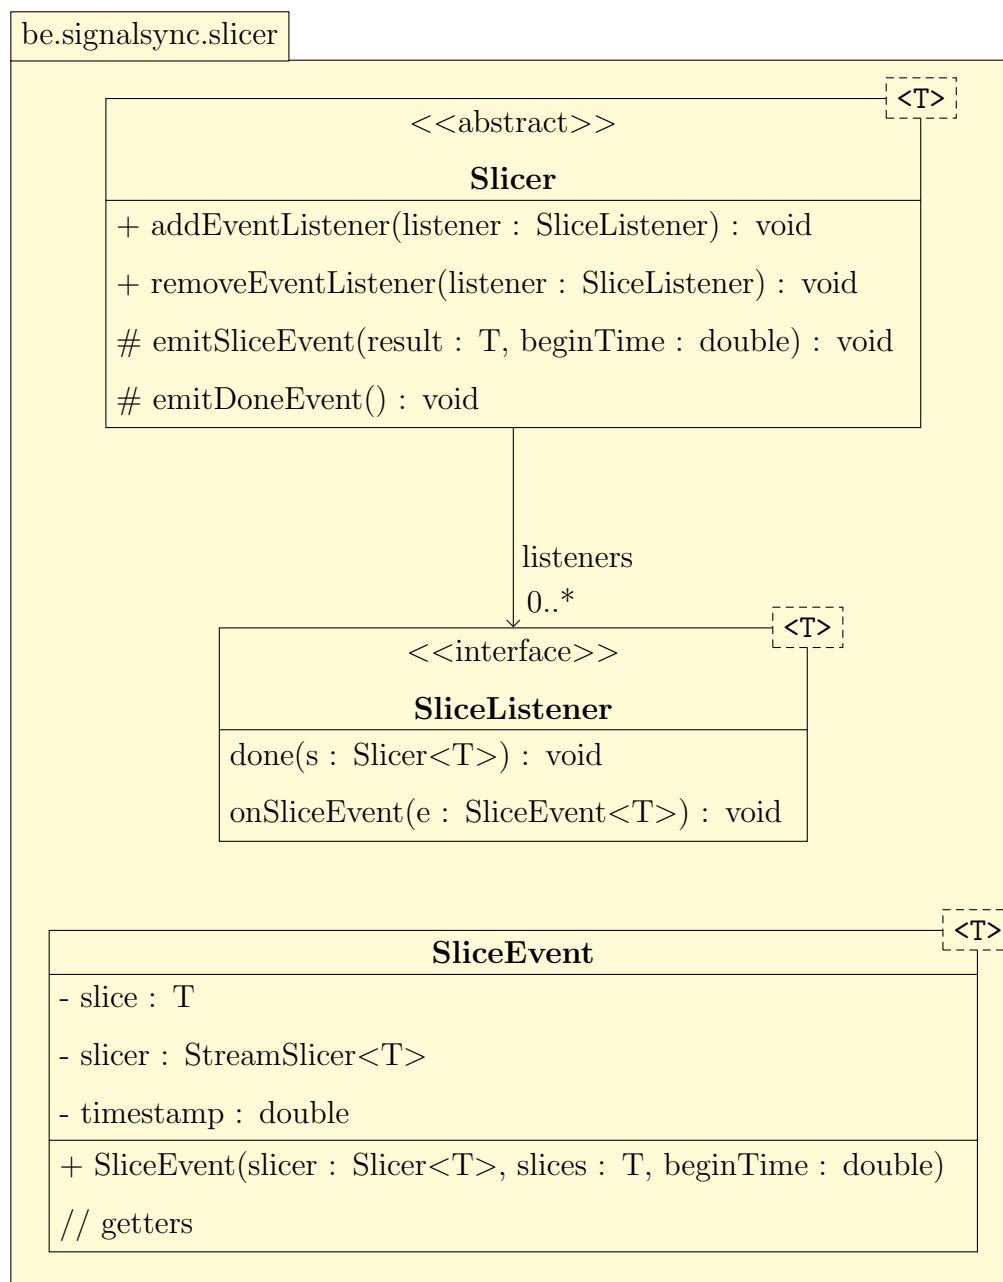 be.signalsync.slicer
<T>
<<abstract>>
Slicer
+ addEventListener(listener : SliceListener) : void
+ removeEventListener(listener : SliceListener) : void
# emitSliceEvent(result : T, beginTime : double) : void
# emitDoneEvent() : void
listeners
0..*
<T>
<<interface>>
SliceListener
done(s : Slicer<T>) : void
onSliceEvent(e : SliceEvent<T>) : void
<T>
SliceEvent
- slice : T
- slicer : StreamSlicer<T>
- timestamp : double
+ SliceEvent(slicer : Slicer<T>, slices : T, beginTime : double)
// getters